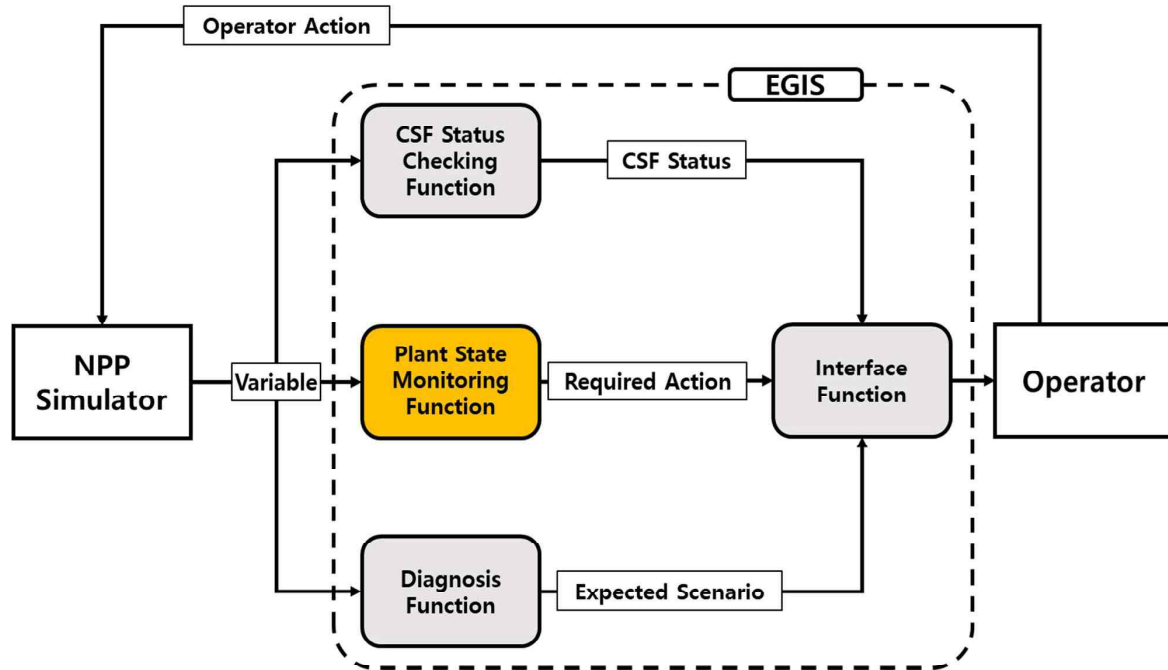 Operator Action
EGIS
CSF Status
Checking
Function
CSF Status
NPP
Simulator
Variable
Plant State
Monitoring
Function
Required Action
Interface
Function
Operator
Diagnosis
Function
Expected Scenario